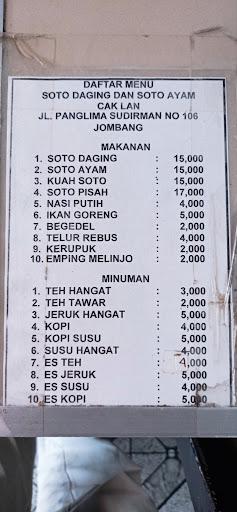 DAFTAR MENU
SOTO DAGING DAN SOTO AYAM
CAK LAN
JL. PANGLIMA SUDIRMAN NO 106
JOMBANG
MAKANAN
1. SOTO DAGING : 15,000
2. SOTO AYAM : 15,000
3. KUAH SOTO : 15,000
4. SOTO PISAH : 17,000
5. NASI PUTIH : 4,000
6. IKAN GORENG : 5,000
7. BEGEDEL : 2,000
8. TELUR REBUS : 4,000
9. KERUPUK : 2,000
10. EMPING MELINJO : 2,000
MINUMAN
1. TEH HANGAT : 3,000
2. TEH TAWAR : 2,000
3. JERUK HANGAT : 5,000
4. KOPI : 4,000
5. KOPI SUSU : 5,000
6. SUSU HANGAT : 4,000
7. ES TEH : 4,000
8. ES JERUK : 5,000
9. ES SUSU : 4,000
10. ES KOPI : 5,000